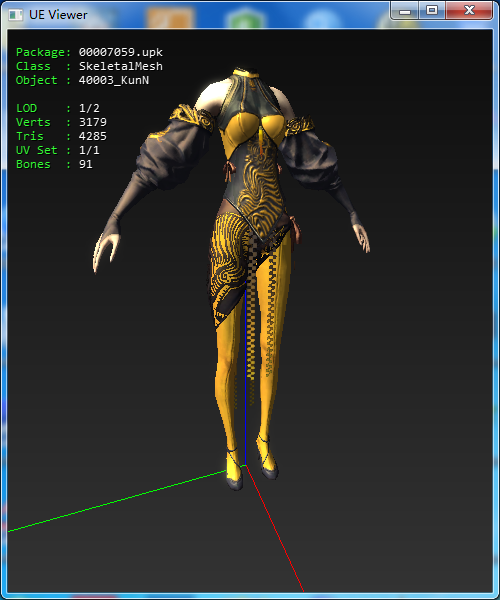 UE Viewer
Package: 00007059.upk
Class : SkeletalMesh
Object : 40003_KunN
LOD : 1/2
Verts : 3179
Tris : 4285
UV Set : 1/1
Bones : 91